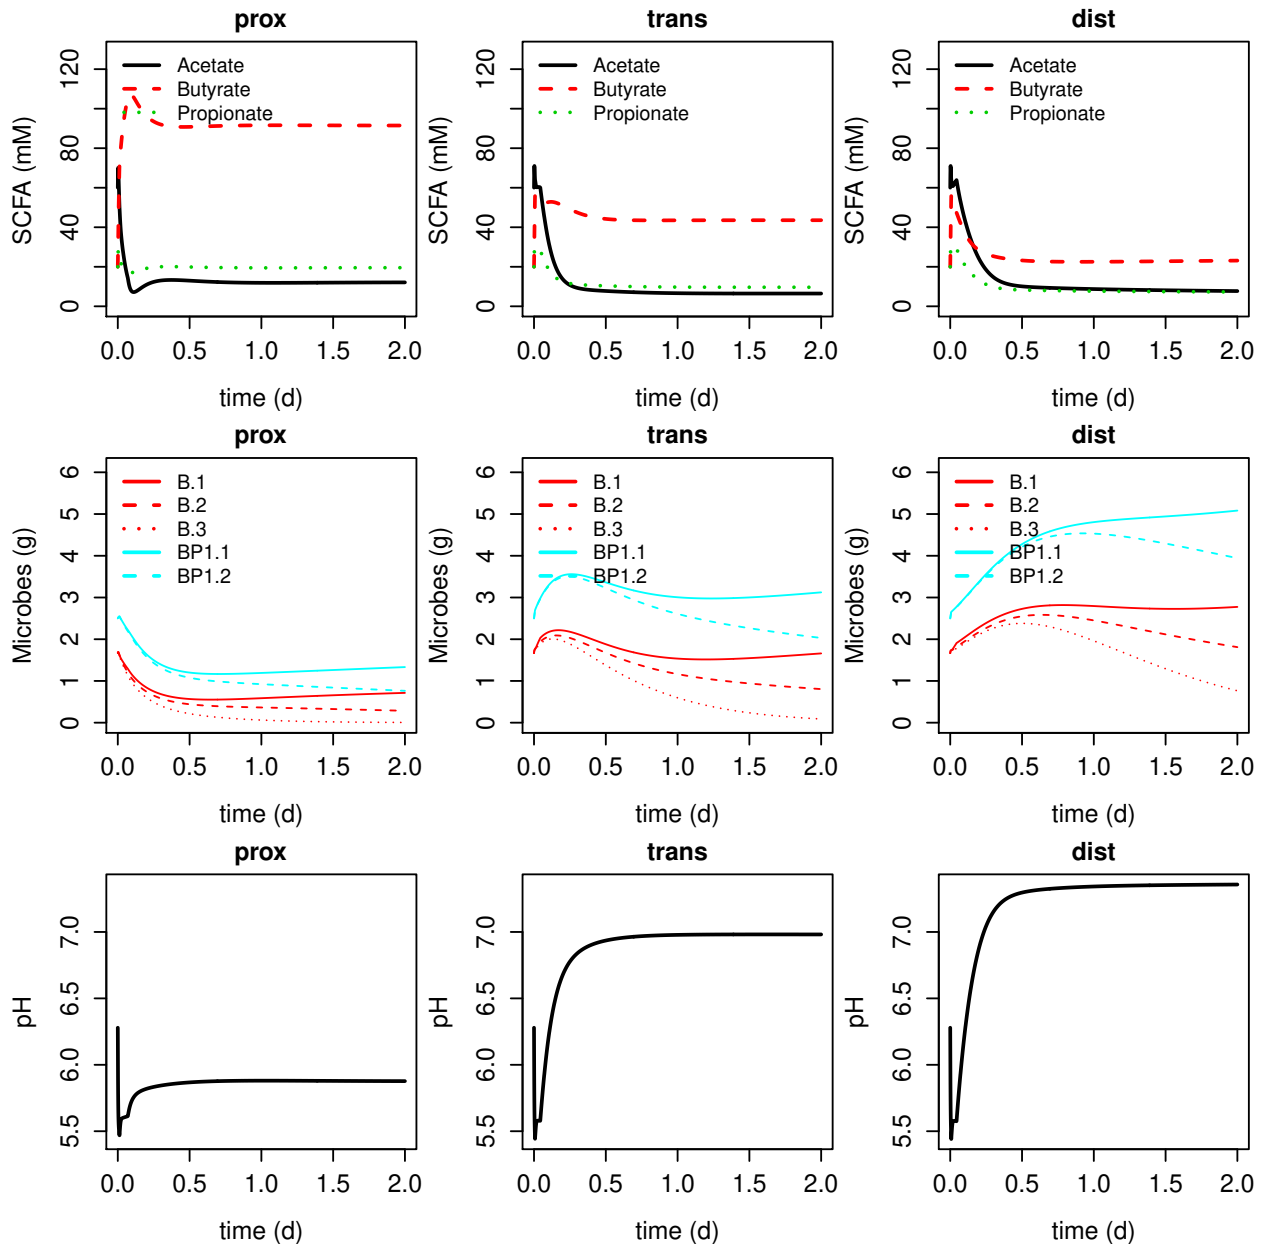 prox
SCFA (mM)
120
80
40
0
Acetate
Butyrate
Propionate
0.0 0.5 1.0 1.5 2.0
time (d)
trans
SCFA (mM)
120
80
40
0
Acetate
Butyrate
Propionate
0.0 0.5 1.0 1.5 2.0
time (d)
dist
SCFA (mM)
120
80
40
0
Acetate
Butyrate
Propionate
0.0 0.5 1.0 1.5 2.0
time (d)
prox
Microbes (g)
6
5
4
3
2
1
0
B.1
B.2
B.3
BP1.1
BP1.2
0.0 0.5 1.0 1.5 2.0
time (d)
trans
Microbes (g)
6
5
4
3
2
1
0
B.1
B.2
B.3
BP1.1
BP1.2
0.0 0.5 1.0 1.5 2.0
time (d)
dist
Microbes (g)
6
5
4
3
2
1
0
B.1
B.2
B.3
BP1.1
BP1.2
0.0 0.5 1.0 1.5 2.0
time (d)
prox
pH
7.0
6.5
6.0
5.5
0.0 0.5 1.0 1.5 2.0
time (d)
trans
pH
7.0
6.5
6.0
5.5
0.0 0.5 1.0 1.5 2.0
time (d)
dist
pH
7.0
6.5
6.0
5.5
0.0 0.5 1.0 1.5 2.0
time (d)